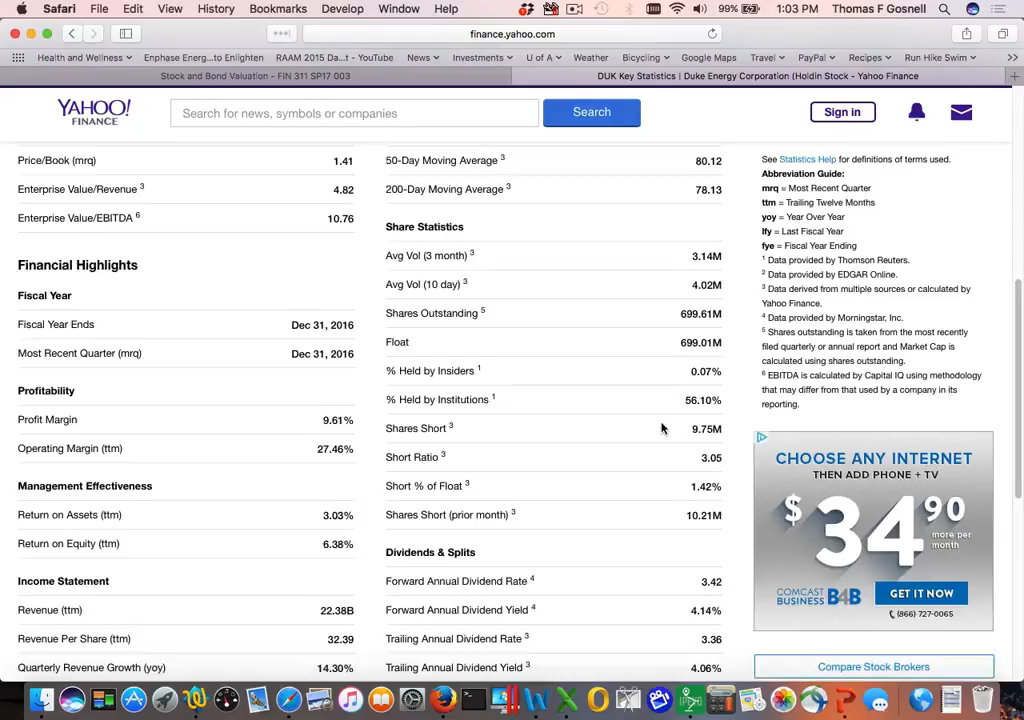 Safari File Edit View History Bookmarks Develop Window Help 99% 1:03 PM Thomas F Gosnell
finance.yahoo.com
Health and Wellness Enphase Energ...to Enlighten RAAM 2015 Da...t - YouTube News Investments U of A Weather Bicycling Google Maps Travel PayPal Recipes Run Hike Swim
Stock and Bond Valuation - FIN 311 SP17 003
DUK Key Statistics | Duke Energy Corporation (Holdin Stock - Yahoo Finance
YAHOO!
FINANCE
Search for news, symbols or companies
Search
Sign in
Price/Book (mrq) 1.41
Enterprise Value/Revenue 3 4.82
Enterprise Value/EBITDA 6 10.76
Financial Highlights
Fiscal Year
Fiscal Year Ends Dec 31, 2016
Most Recent Quarter (mrq) Dec 31, 2016
Profitability
Profit Margin 9.61%
Operating Margin (ttm) 27.46%
Management Effectiveness
Return on Assets (ttm) 3.03%
Return on Equity (ttm) 6.38%
Income Statement
Revenue (ttm) 22.38B
Revenue Per Share (ttm) 32.39
Quarterly Revenue Growth (yoy) 14.30%
50-Day Moving Average 3 80.12
200-Day Moving Average 3 78.13
Share Statistics
Avg Vol (3 month) 3 3.14M
Avg Vol (10 day) 3 4.02M
Shares Outstanding 5 699.61M
Float 699.01M
% Held by Insiders 1 0.07%
% Held by Institutions 1 56.10%
Shares Short 3 9.75M
Short Ratio 3 3.05
Short % of Float 3 1.42%
Shares Short (prior month) 3 10.21M
Dividends & Splits
Forward Annual Dividend Rate 4 3.42
Forward Annual Dividend Yield 4 4.14%
Trailing Annual Dividend Rate 3 3.36
Trailing Annual Dividend Yield 3 4.06%
See Statistics Help for definitions of terms used.
Abbreviation Guide:
mrq = Most Recent Quarter
ttm = Trailing Twelve Months
yoy = Year Over Year
lfy = Last Fiscal Year
fye = Fiscal Year Ending
1 Data provided by Thomson Reuters.
2 Data provided by EDGAR Online.
3 Data derived from multiple sources or calculated by
Yahoo Finance.
4 Data provided by Morningstar, Inc.
5 Shares outstanding is taken from the most recently
filed quarterly or annual report and Market Cap is
calculated using shares outstanding.
6 EBITDA is calculated by Capital IQ using methodology
that may differ from that used by a company in its
reporting.
CHOOSE ANY INTERNET
THEN ADD PHONE + TV
$34.90
more per
month
COMCAST
BUSINESS B4B
GET IT NOW
(866) 727-0065
Compare Stock Brokers